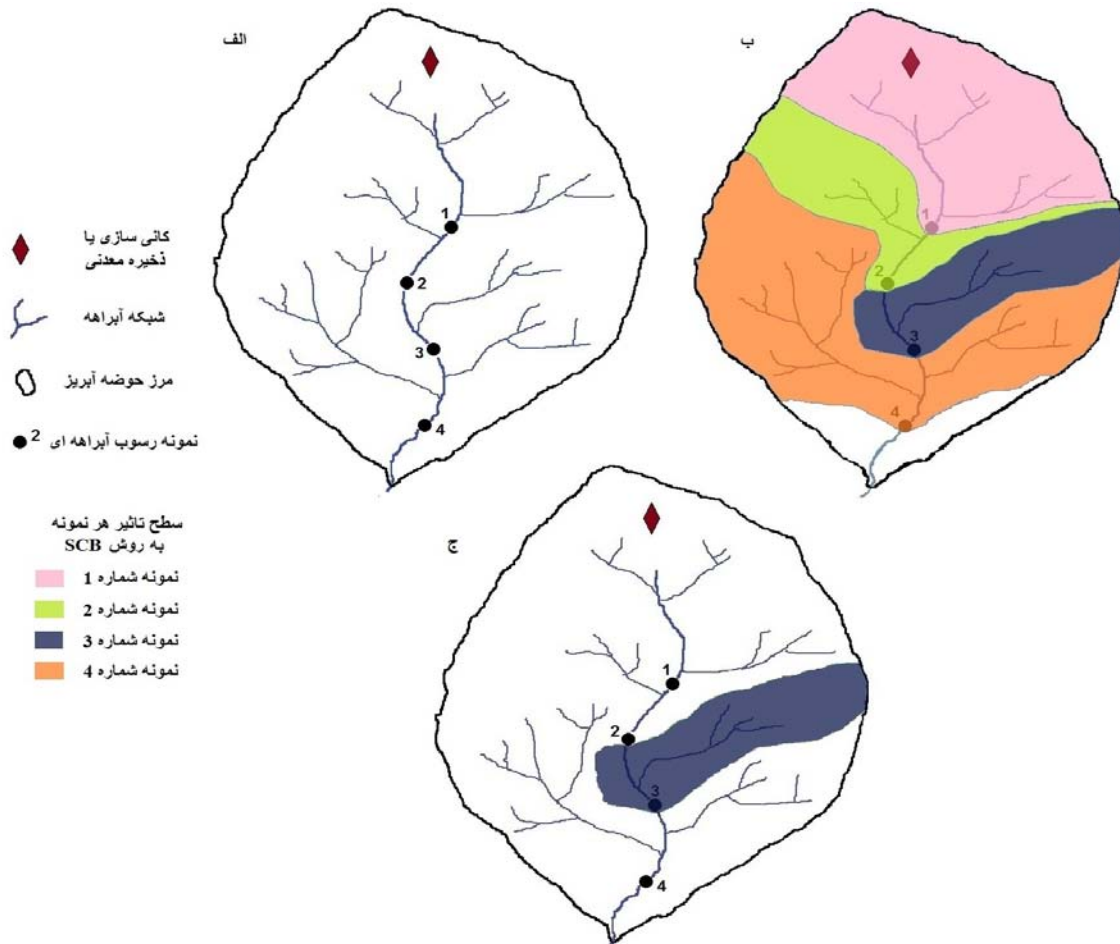 الف
1
2
3
4
ب
1
2
3
4
کانی سازی یا
ذخیره معدنی
شبکه آبراهه
مرز حوضه آبریز
2 نمونه رسوب آبراهه ای
سطح تاثیر هر نمونه
به روش SCB
نمونه شماره 1
نمونه شماره 2
نمونه شماره 3
نمونه شماره 4
ج
1
2
3
4